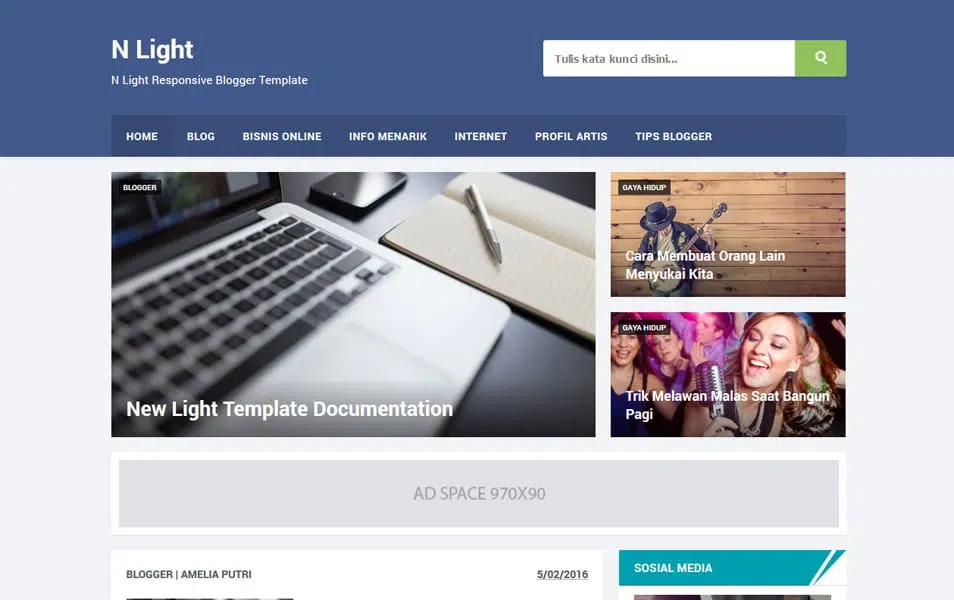 N Light
N Light Responsive Blogger Template
Tulis kata kunci disini...
HOME
BLOG
BISNIS ONLINE
INFO MENARIK
INTERNET
PROFIL ARTIS
TIPS BLOGGER
BLOGGER
New Light Template Documentation
GAYA HIDUP
Cara Membuat Orang Lain
Menyukai Kita
GAYA HIDUP
Trik Melawan Malas Saat Bangun
Pagi
AD SPACE 970X90
BLOGGER | AMELIA PUTRI
5/02/2016
SOSIAL MEDIA